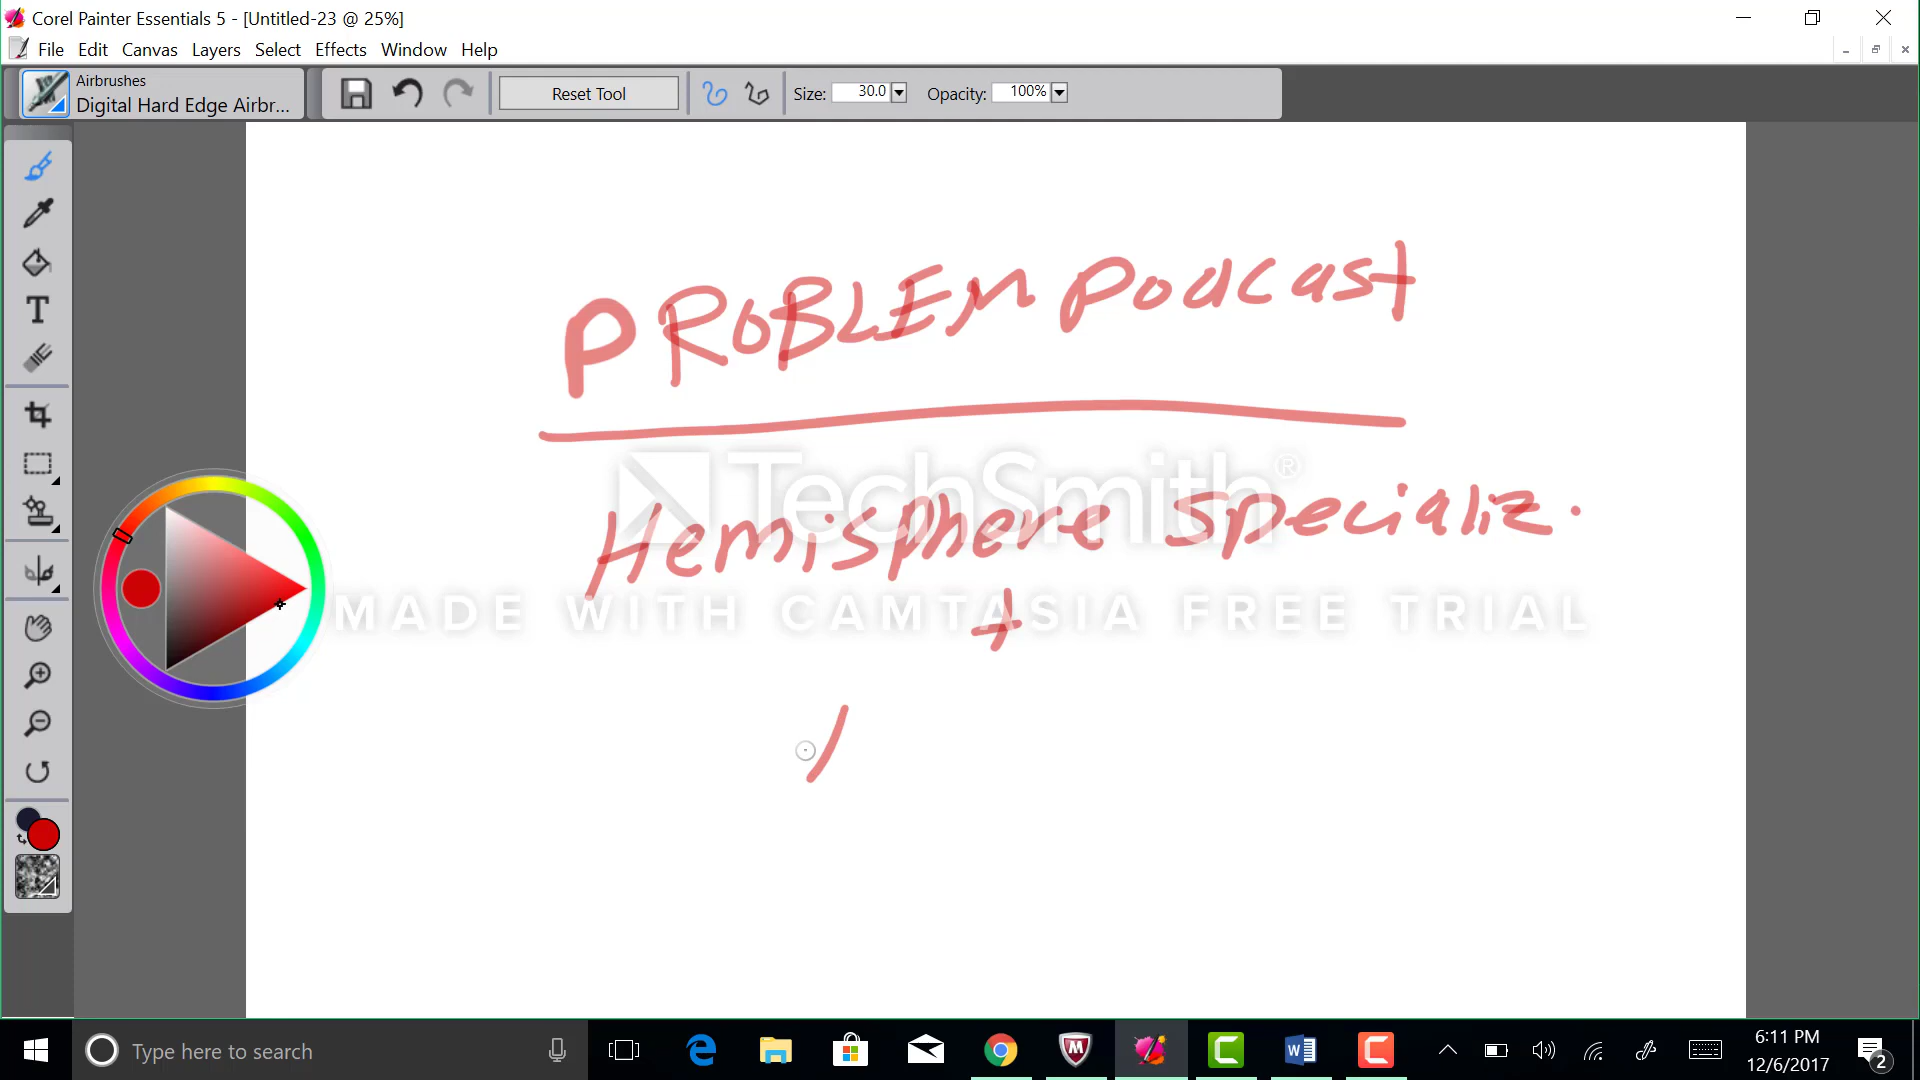 Corel Painter Essentials 5 - [Untitled-23 @ 25%]
File Edit Canvas Layers Select Effects Window Help
Airbrushes
Digital Hard Edge Airbr...
Reset Tool
Size: 30.0
Opacity: 100%
PROBLEM Podcast
TechSmith®
Hemisphere specializ.
MADE WITH CAMTASIA FREE TRIAL
+
Type here to search
6:11 PM
12/6/2017
2